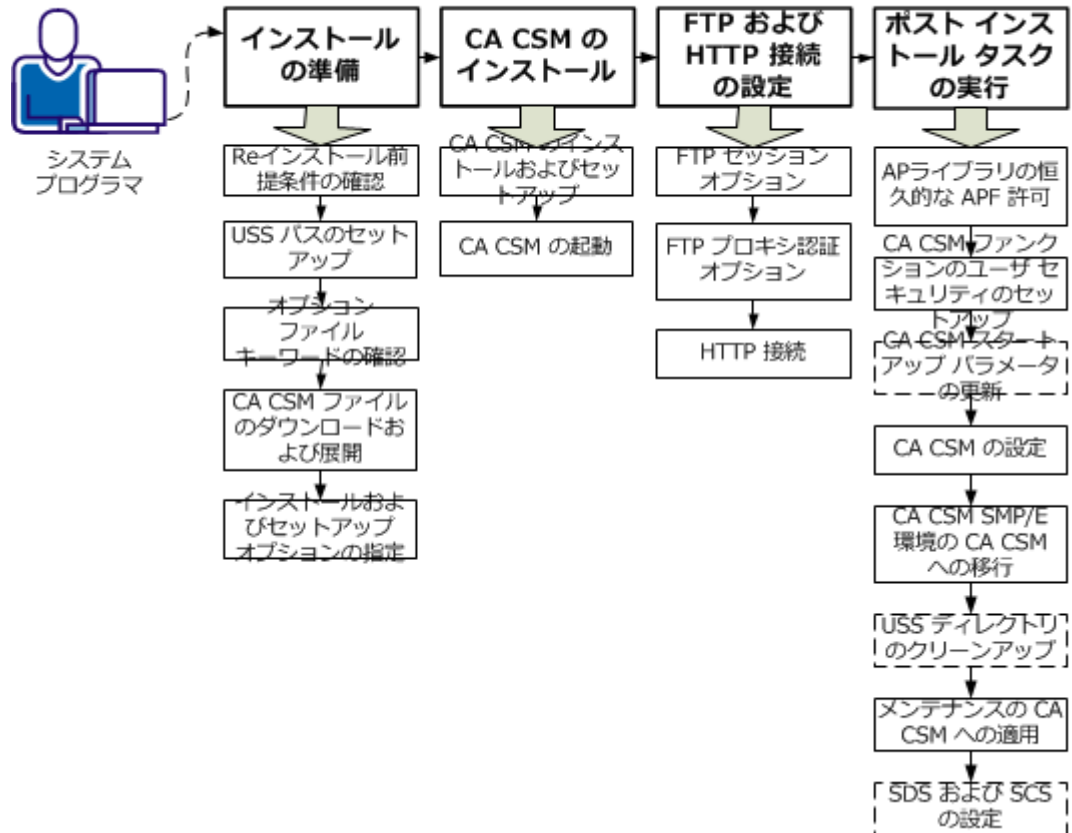 システム
プログラマ
インストール
の準備
Reインストール前
提条件の確認
USS パスのセット
アップ
オプション
ファイル
キーワードの確認
CA CSM ファイル
のダウンロードお
よび展開
インストールおよ
びセットアップ
オプションの指定
CA CSM の
インストール
CA CSM のインス
トールおよびセッ
トアップ
CA CSM の起動
FTP および
HTTP 接続
の設定
FTP セッション
オプション
FTP プロキシ認証
オプション
HTTP 接続
ポスト インス
トール タスク
の実行
APライブラリの恒
久的な APF 許可
CA CSM ファンク
ションのユーザ セ
キュリティのセッ
トアップ
CA CSM スタート
アップ パラメータ
の更新
CA CSM の設定
CA CSM SMP/E
環境の CA CSM
への移行
USS ディレクトリ
のクリーンアップ
メンテナンスの CA
CSM への適用
SDS および SCS
の設定